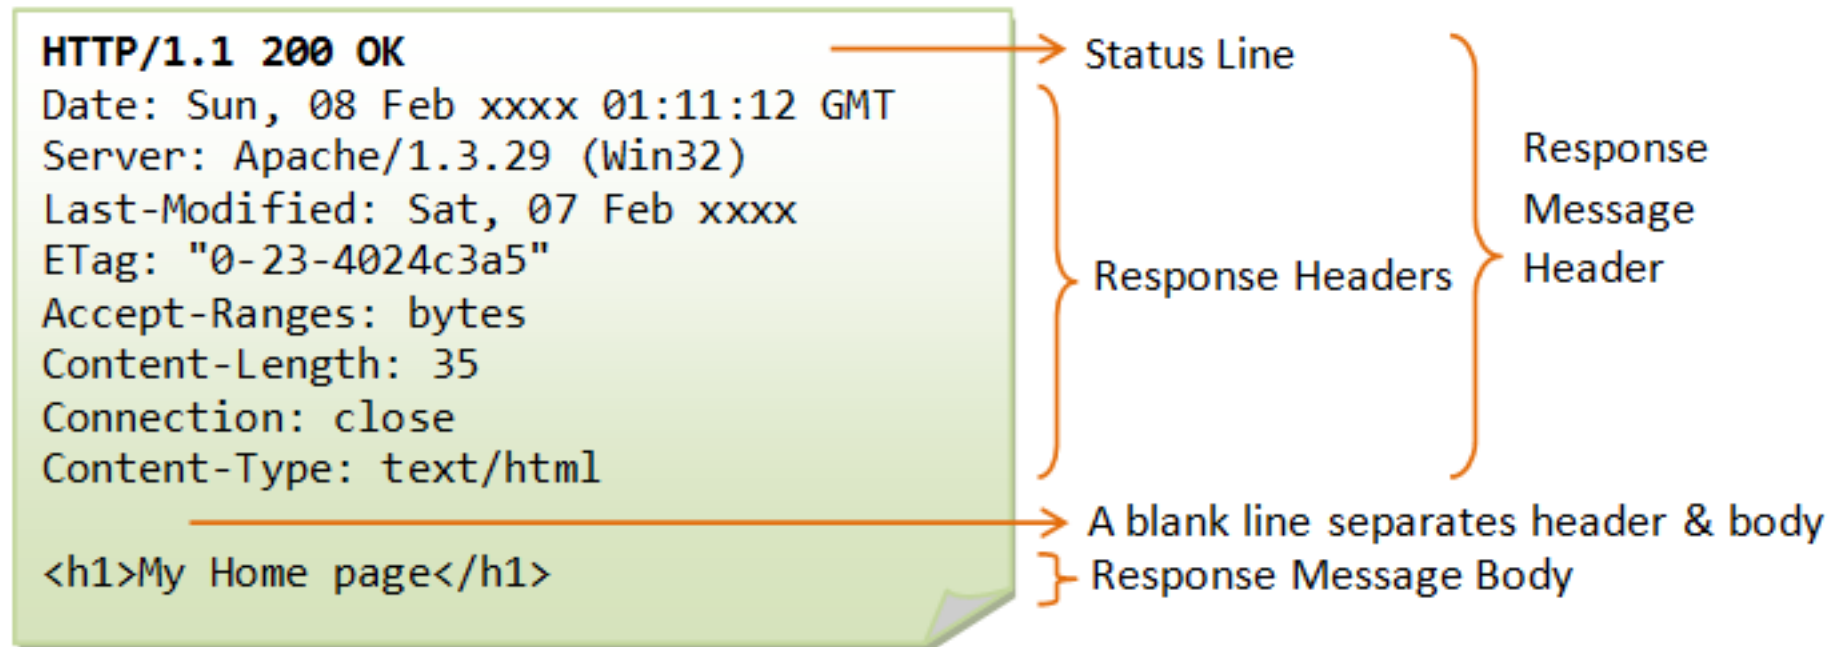 HTTP/1.1 200 OK
Date: Sun, 08 Feb xxxx 01:11:12 GMT
Server: Apache/1.3.29 (Win32)
Last-Modified: Sat, 07 Feb xxxx
ETag: "0-23-4024c3a5"
Accept-Ranges: bytes
Content-Length: 35
Connection: close
Content-Type: text/html
<h1>My Home page</h1>
Status Line
Response Headers
Response
Message
Header
A blank line separates header & body
Response Message Body